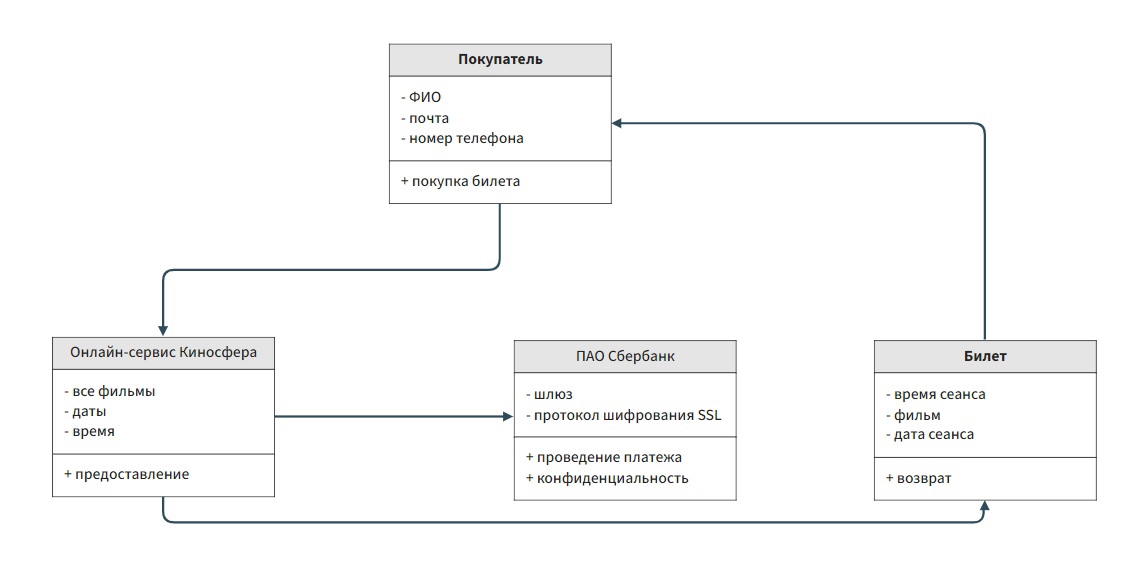 Покупатель
- ФИО
- почта
- номер телефона
+ покупка билета
Онлайн-сервис Киносфера
- все фильмы
- даты
- время
+ предоставление
ПАО Сбербанк
- шлюз
- протокол шифрования SSL
+ проведение платежа
+ конфиденциальность
Билет
- время сеанса
- фильм
- дата сеанса
+ возврат